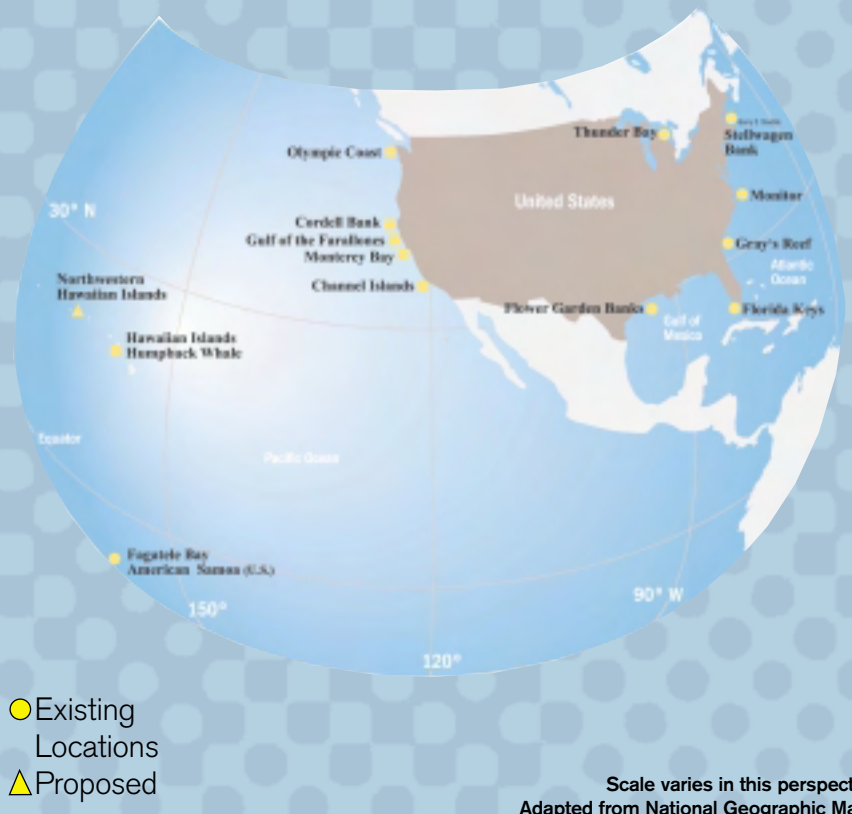 Thunder Bay
Stellwagen
Bank
Olympic Coast
United States
Monitor
30° N
Cordell Bank
Gulf of the Farallones
Monterey Bay
Gray's Reef
Atlantic
Ocean
Northwestern
Hawaiian Islands
Channel Islands
Flower Garden Banks
Gulf of
Mexico
Florida Keys
Hawaiian Islands
Humpback Whale
Equator
Pacific Ocean
Fagatele Bay
American Samoa (U.S.)
150°
90° W
120°
Existing
Locations
Proposed
Scale varies in this perspect
Adapted from National Geographic Ma